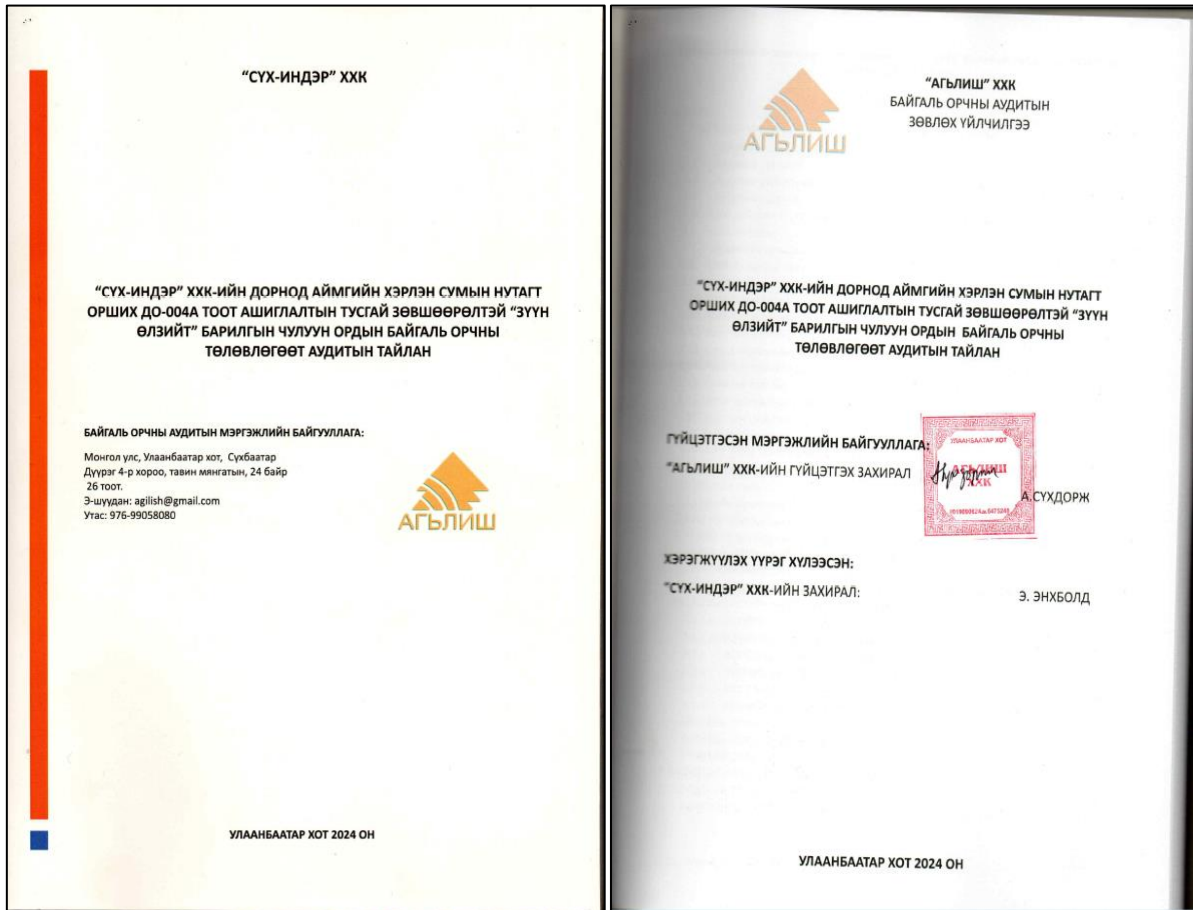 “СҮХ-ИНДЭР” ХХК
“СҮХ-ИНДЭР” ХХК-ИЙН ДОРНОД АЙМГИЙН ХЭРЛЭН СУМЫН НУТАГТ
ОРШИХ ДО-004А ТООТ АШИГЛАЛТЫН ТУСГАЙ ЗӨВШӨӨРӨЛТЭЙ “ЗҮҮН
ӨЛЗИЙТ” БАРИЛГЫН ЧУЛУУН ОРДЫН БАЙГАЛЬ ОРЧНЫ
ТӨЛӨВЛӨГӨӨТ АУДИТЫН ТАЙЛАН
БАЙГАЛЬ ОРЧНЫ АУДИТЫН МЭРГЭЖЛИЙН БАЙГУУЛЛАГА:
Монгол улс, Улаанбаатар хот, Сүхбаатар
Дүүрэг 4-р хороо, тавин мянгатын, 24 байр
26 тоот.
Э-шуудан: agilish@gmail.com
Утас: 976-99058080
АГЬЛИШ
УЛААНБААТАР ХОТ 2024 ОН
АГЬЛИШ
“АГЬЛИШ” ХХК
БАЙГАЛЬ ОРЧНЫ АУДИТЫН
ЗӨВЛӨХ ҮЙЛЧИЛГЭЭ
“СҮХ-ИНДЭР” ХХК-ИЙН ДОРНОД АЙМГИЙН ХЭРЛЭН СУМЫН НУТАГТ
ОРШИХ ДО-004А ТООТ АШИГЛАЛТЫН ТУСГАЙ ЗӨВШӨӨРӨЛТЭЙ “ЗҮҮН
ӨЛЗИЙТ” БАРИЛГЫН ЧУЛУУН ОРДЫН БАЙГАЛЬ ОРЧНЫ
ТӨЛӨВЛӨГӨӨТ АУДИТЫН ТАЙЛАН
ГҮЙЦЭТГЭСЭН МЭРГЭЖЛИЙН БАЙГУУЛЛАГА:
“АГЬЛИШ” ХХК-ИЙН ГҮЙЦЭТГЭХ ЗАХИРАЛ
УЛААНБААТАР ХОТ
АГЬЛИШ
ХХК
А.СҮХДОРЖ
ХЭРЭГЖҮҮЛЭХ ҮҮРЭГ ХҮЛЭЭСЭН:
“СҮХ-ИНДЭР” ХХК-ИЙН ЗАХИРАЛ:
Э. ЭНХБОЛД
УЛААНБААТАР ХОТ 2024 ОН